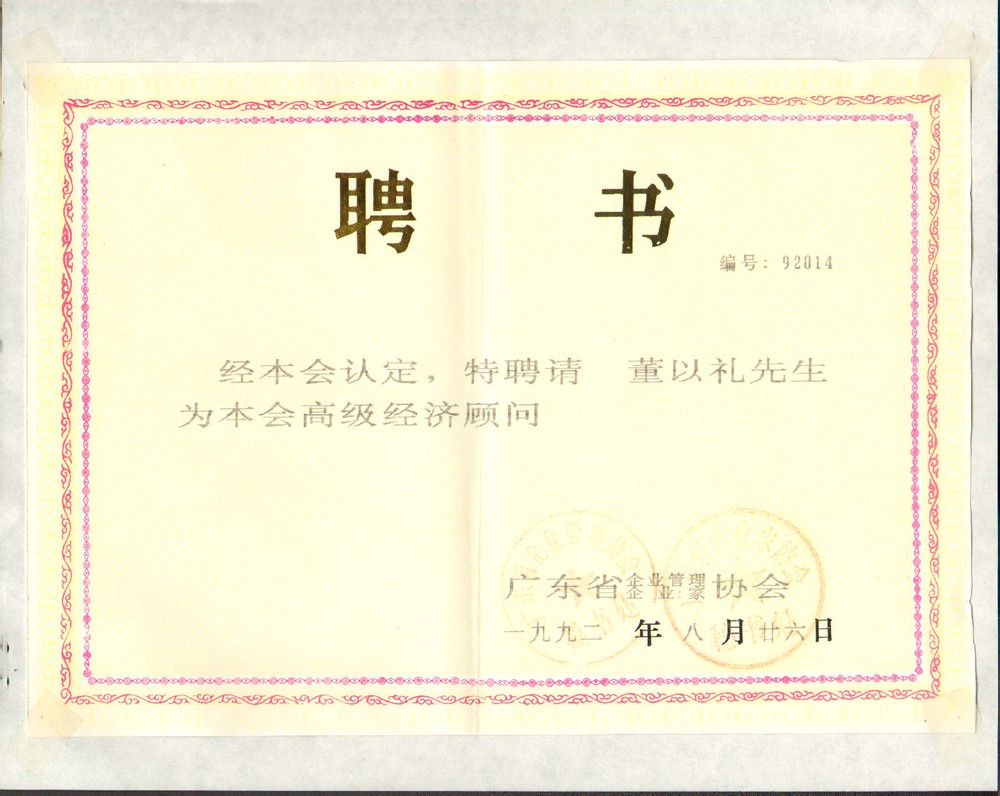 聘 书
编号：92014
经本会认定，特聘请 董以礼先生
为本会高级经济顾问
广东省企业管理协会
企业家
一九九二 年 八 月 廿六 日